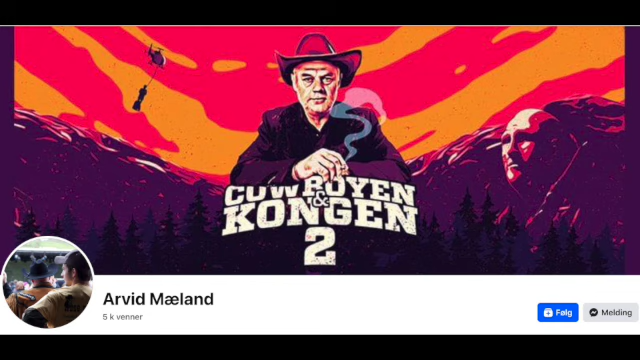 COWBOYEN
&
KONGEN
2
Arvid Mæland
5 k venner
Følg
Melding